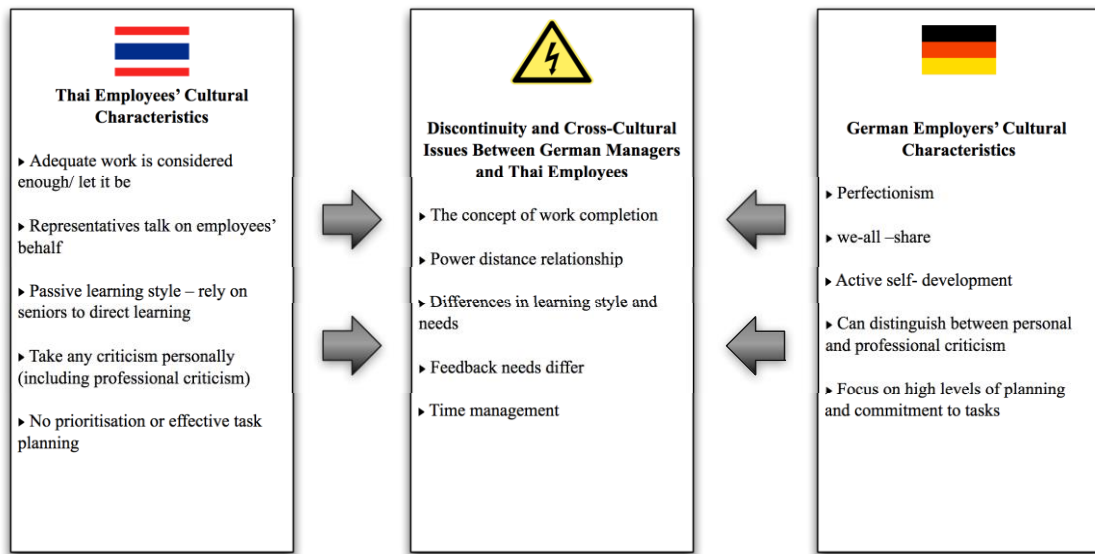 Thai Employees' Cultural
Characteristics
▸ Adequate work is considered
enough/ let it be
▸ Representatives talk on employees'
behalf
▸ Passive learning style – rely on
seniors to direct learning
▸ Take any criticism personally
(including professional criticism)
▸ No prioritisation or effective task
planning
Discontinuity and Cross-Cultural
Issues Between German Managers
and Thai Employees
▸ The concept of work completion
▸ Power distance relationship
▸ Differences in learning style and
needs
▸ Feedback needs differ
▸ Time management
German Employers' Cultural
Characteristics
▸ Perfectionism
▸ we-all –share
▸ Active self- development
▸ Can distinguish between personal
and professional criticism
▸ Focus on high levels of planning
and commitment to tasks